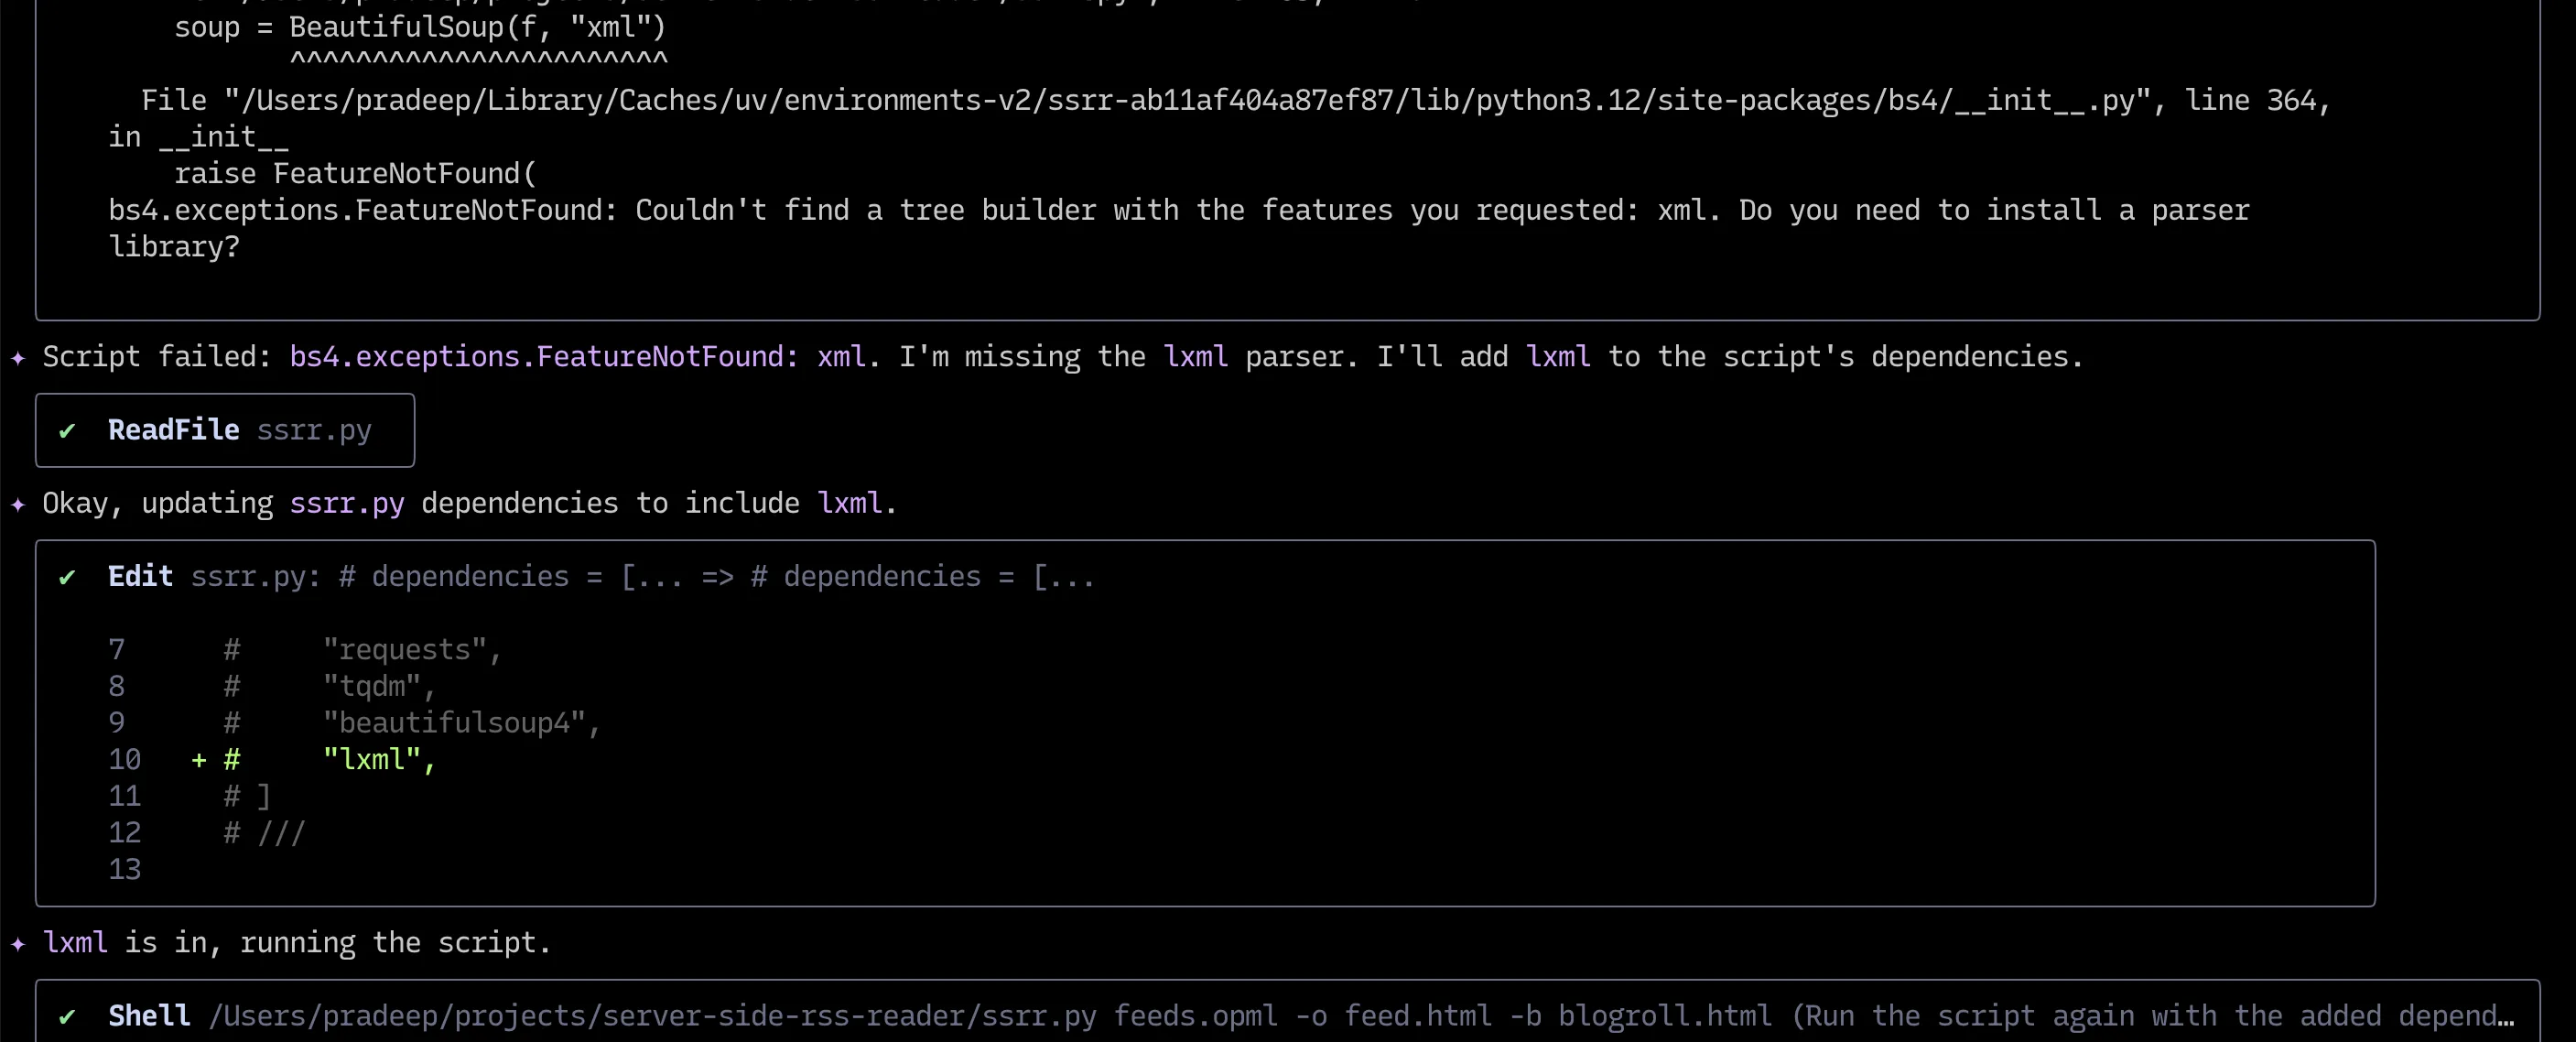 soup = BeautifulSoup(f, "xml")
^^^^^^^^^^^^^^^^^^^^^^^
File "/Users/pradeep/Library/Caches/uv/environments-v2/ssrr-ab11af404a87ef87/lib/python3.12/site-packages/bs4/__init__.py", line 364,
in __init__
raise FeatureNotFound(
bs4.exceptions.FeatureNotFound: Couldn't find a tree builder with the features you requested: xml. Do you need to install a parser
library?
✦ Script failed: bs4.exceptions.FeatureNotFound: xml. I'm missing the lxml parser. I'll add lxml to the script's dependencies.
✔ ReadFile ssrr.py
✦ Okay, updating ssrr.py dependencies to include lxml.
✔ Edit ssrr.py: # dependencies = [... => # dependencies = [...
7 # "requests",
8 # "tqdm",
9 # "beautifulsoup4",
10 + # "lxml",
11 # ]
12 # ///
13
✦ lxml is in, running the script.
✔ Shell /Users/pradeep/projects/server-side-rss-reader/ssrr.py feeds.opml -o feed.html -b blogroll.html (Run the script again with the added depend…